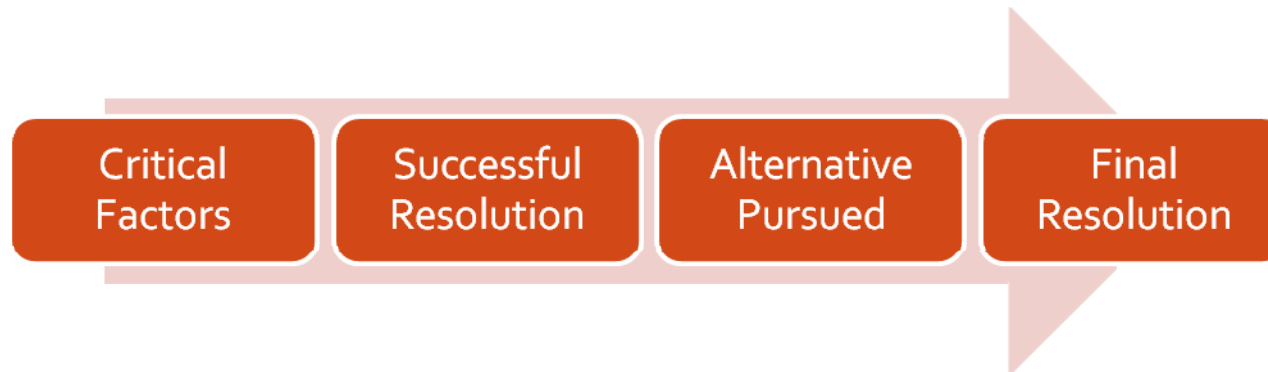 Critical
Factors
Successful
Resolution
Alternative
Pursued
Final
Resolution